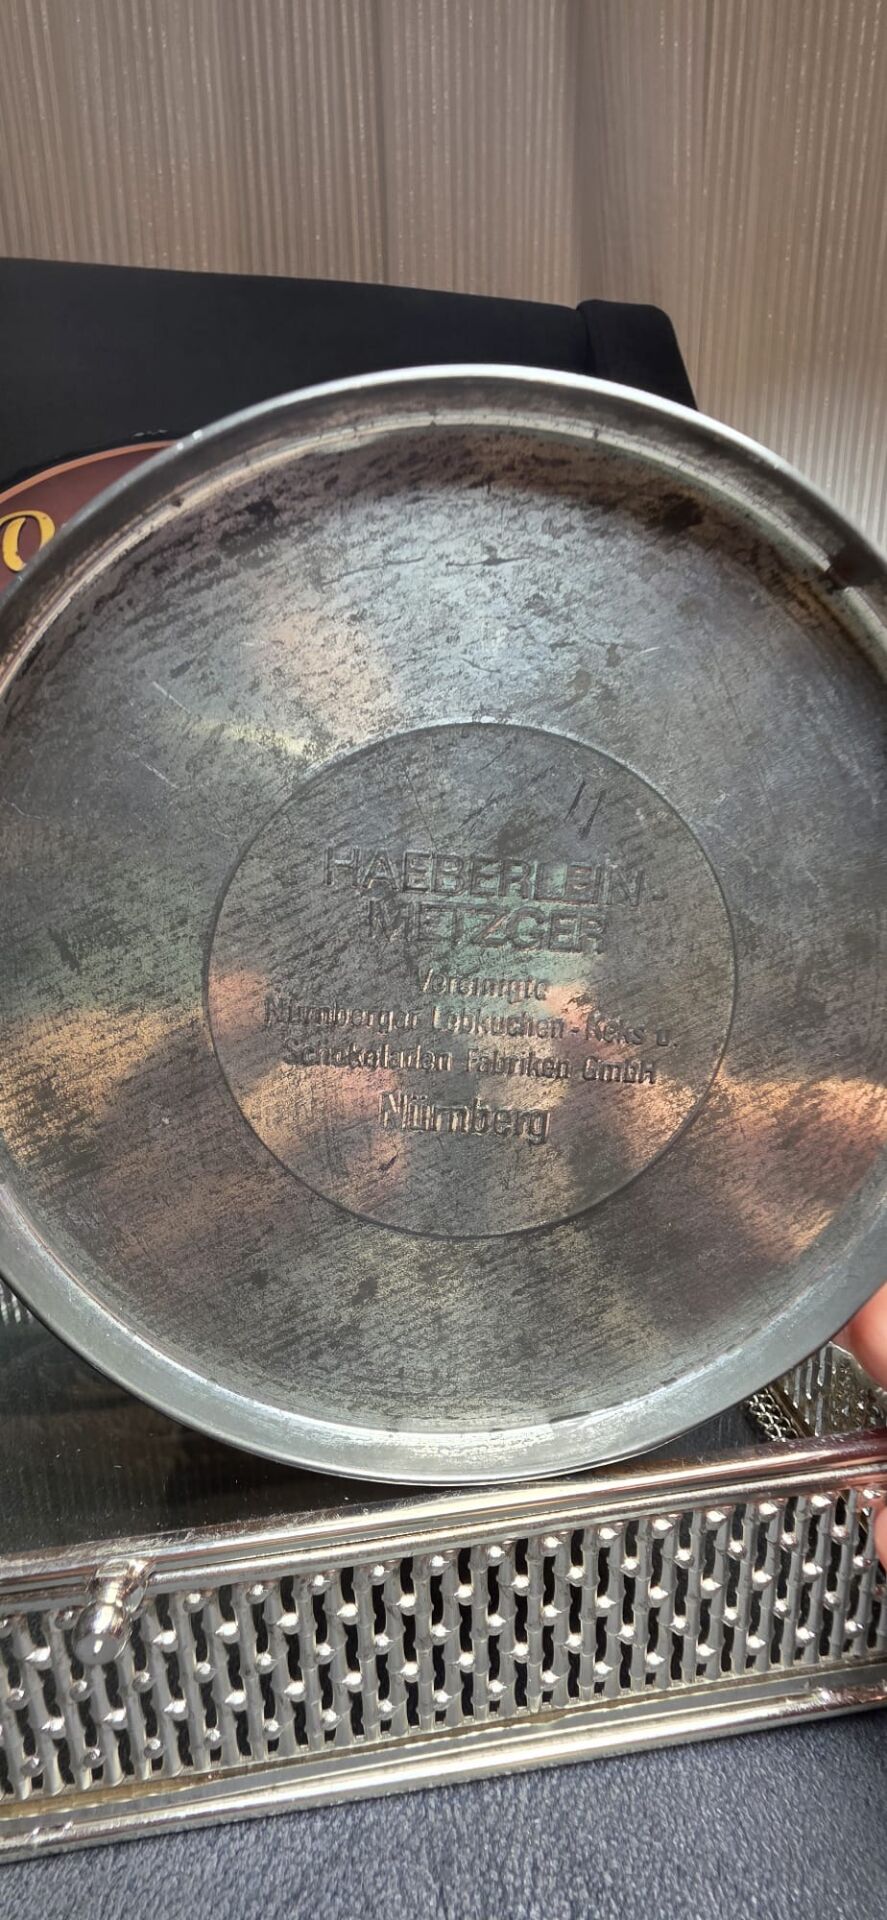 HAEBERLEIN-
METZGER
Vereinigte
Nürnberger Lebkuchen-Keks u.
Schokoladen Fabriken GmbH
Nürnberg